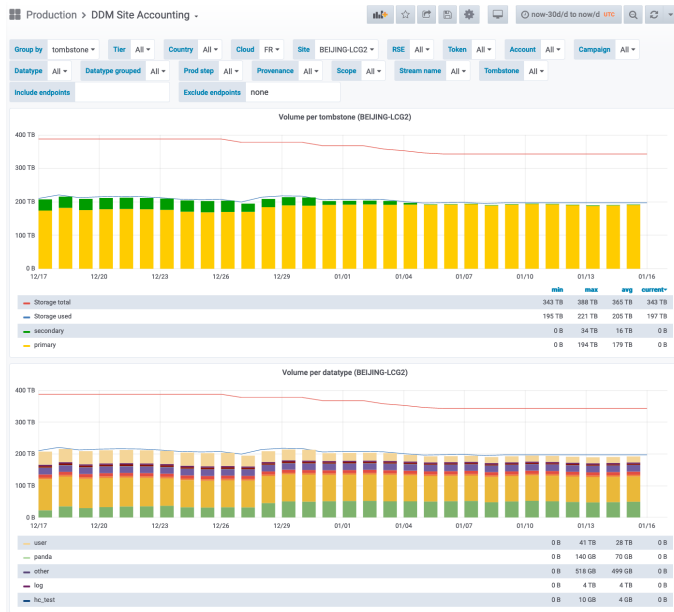 Production > DDM Site Accounting
now-30d/d to now/d UTC
Group by tombstone Tier All Country All Cloud FR Site BEIJING-LCG2 RSE All Token All Account All Campaign All
Datatype All Datatype grouped All Prod step All Provenance All Scope All Stream name All Tombstone All
Include endpoints Exclude endpoints none
Volume per tombstone (BEIJING-LCG2)
400 TB
300 TB
200 TB
100 TB
0 B
12/17 12/20 12/23 12/26 12/29 01/01 01/04 01/07 01/10 01/13 01/16
min max avg current
Storage total 343 TB 388 TB 365 TB 343 TB
Storage used 195 TB 221 TB 205 TB 197 TB
secondary 0 B 34 TB 16 TB 0 B
primary 0 B 194 TB 179 TB 0 B
Volume per datatype (BEIJING-LCG2)
400 TB
300 TB
200 TB
100 TB
0 B
12/17 12/20 12/23 12/26 12/29 01/01 01/04 01/07 01/10 01/13 01/16
user 0 B 41 TB 28 TB 0 B
panda 0 B 140 GB 70 GB 0 B
other 0 B 518 GB 499 GB 0 B
log 0 B 4 TB 4 TB 0 B
hc_test 0 B 10 GB 4 GB 0 B